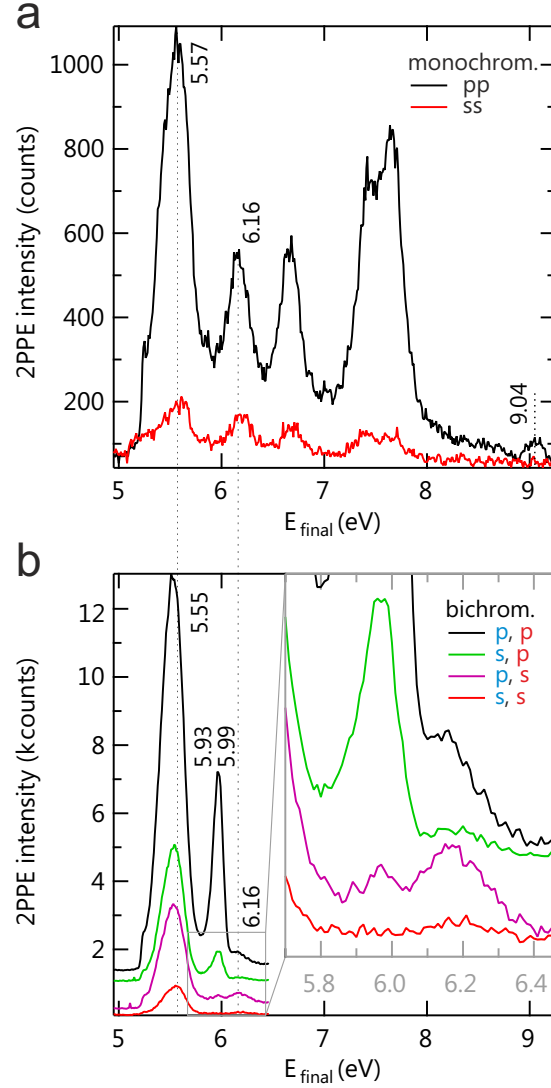 a
1000
800
600
400
200
2PPE intensity (counts)
monochrom.
pp
ss
5.57
6.16
9.04
5 6 7 8 9
E final (eV)
b
12
10
8
6
4
2
2PPE intensity (kcounts)
bichrom.
p, p
s, p
p, s
s, s
5.55
5.93
5.99
6.16
5.8 6.0 6.2 6.4
5 6 7 8 9
E final (eV)